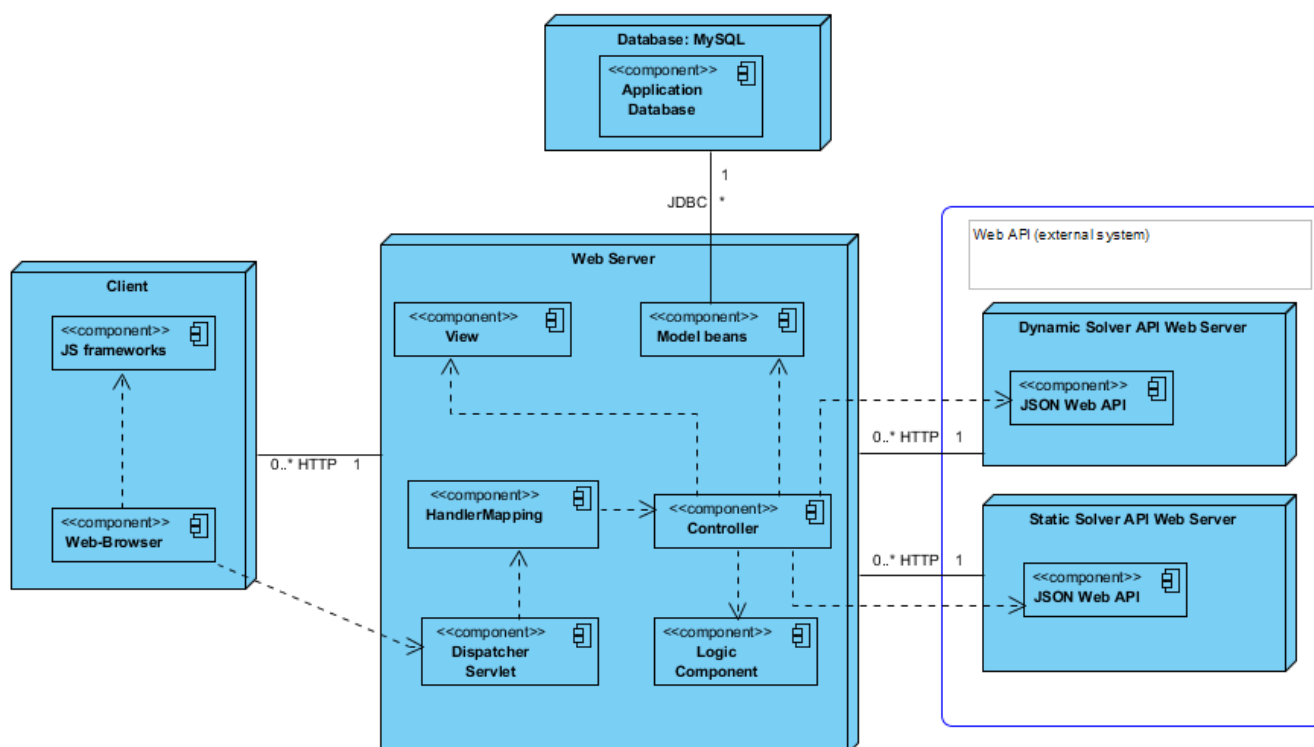 Database: MySQL
<<component>>
Application
Database
1
JDBC *
Web API (external system)
Client
<<component>>
JS frameworks
<<component>>
Web-Browser
0..* HTTP 1
Web Server
<<component>>
View
<<component>>
Model beans
<<component>>
HandlerMapping
<<component>>
Controller
<<component>>
Dispatcher
Servlet
<<component>>
Logic
Component
0..* HTTP 1
0..* HTTP 1
Dynamic Solver API Web Server
<<component>>
JSON Web API
Static Solver API Web Server
<<component>>
JSON Web API